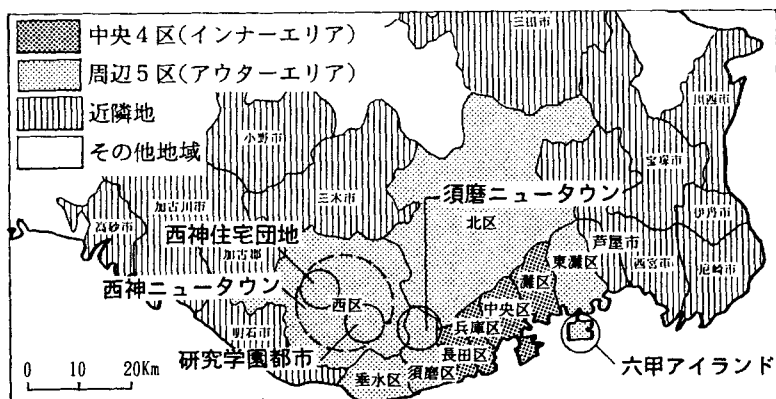 中央4区(インナーエリア)
周辺5区(アウターエリア)
近隣地
その他地域
三田市
川西市
小野市
宝塚市
三木市
須磨ニュータウン
加古川市
北区
伊丹市
高砂市
西神住宅団地
芦屋市
加古郡
東灘区
西宮市
尼崎市
灘区
西神ニュータウン
西区
中央区
兵庫区
明石市
研究学園都市
長田区
六甲アイランド
須磨区
垂水区
0 10 20Km